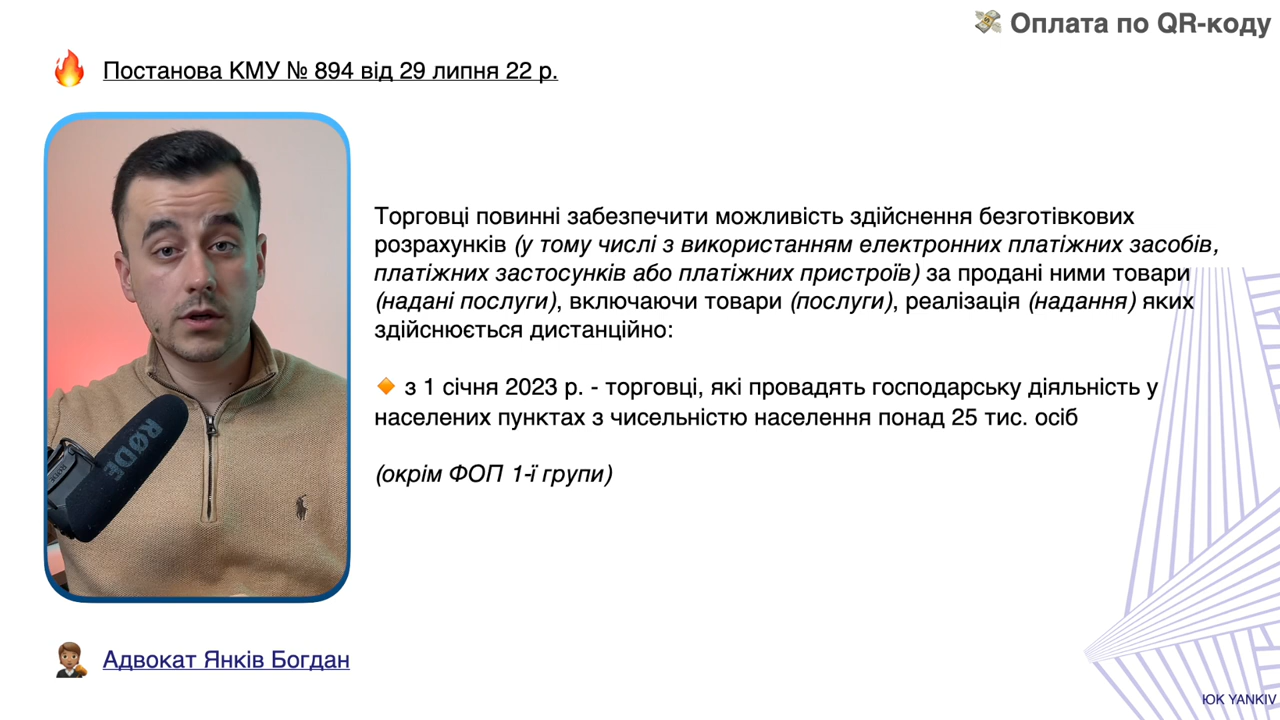 Оплата по QR-коду
Постанова КМУ № 894 від 29 липня 22 р.
Торговці повинні забезпечити можливість здійснення безготівкових
розрахунків (у тому числі з використанням електронних платіжних засобів,
платіжних застосунків або платіжних пристроїв) за продані ними товари
(надані послуги), включаючи товари (послуги), реалізація (надання) яких
здійснюється дистанційно:
з 1 січня 2023 р. - торговці, які провадять господарську діяльність у
населених пунктах з чисельністю населення понад 25 тис. осіб
(окрім ФОП 1-ї групи)
RØDE
RØDE
Адвокат Янків Богдан
ЮК YANKIV